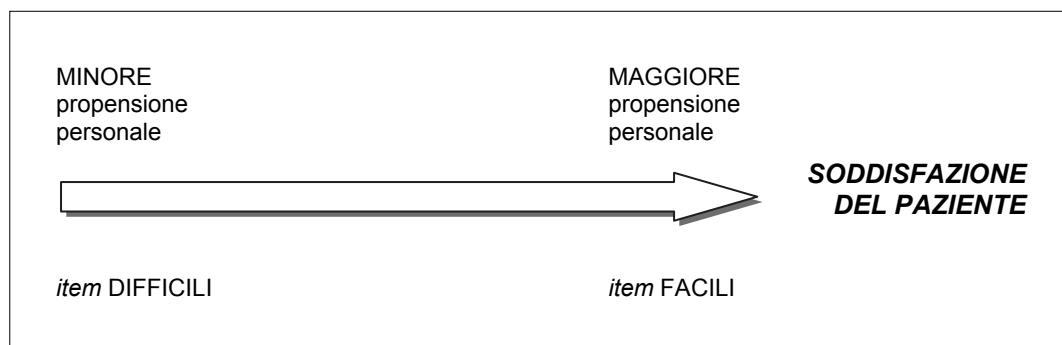 MINORE
propensione
personale
MAGGIORE
propensione
personale
SODDISFAZIONE
DEL PAZIENTE
item DIFFICILI
item FACILI